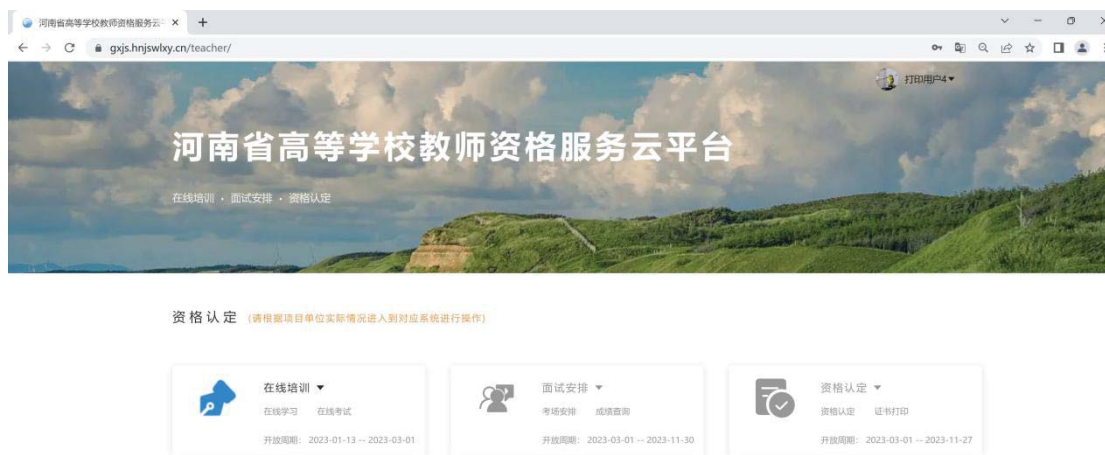 河南省高等学校教师资格服务云
gxjs.hnjswlxy.cn/teacher/
打印用户4
河南省高等学校教师资格服务云平台
在线培训 · 面试安排 · 资格认定
资格认定 (请根据项目单位实际情况进入到对应系统进行操作)
在线培训
在线学习 在线考试
开放周期: 2023-01-13 -- 2023-03-01
面试安排
考场安排 成绩查询
开放周期: 2023-03-01 -- 2023-11-30
资格认定
资格认定 证书打印
开放周期: 2023-03-01 -- 2023-11-27